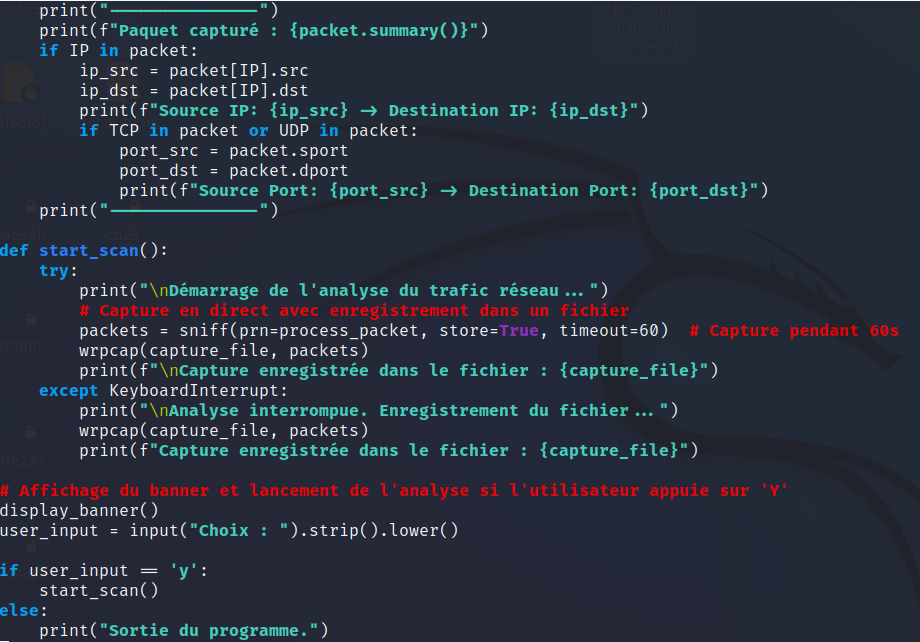 print("———————————————")
    print(f"Paquet capturé : {packet.summary()}")
    if IP in packet:
        ip_src = packet[IP].src
        ip_dst = packet[IP].dst
        print(f"Source IP: {ip_src} → Destination IP: {ip_dst}")
        if TCP in packet or UDP in packet:
            port_src = packet.sport
            port_dst = packet.dport
            print(f"Source Port: {port_src} → Destination Port: {port_dst}")
    print("———————————————")

def start_scan():
    try:
        print("\nDémarrage de l'analyse du trafic réseau...")
        # Capture en direct avec enregistrement dans un fichier
        packets = sniff(prn=process_packet, store=True, timeout=60)  # Capture pendant 60s
        wrpcap(capture_file, packets)
        print(f"\nCapture enregistrée dans le fichier : {capture_file}")
    except KeyboardInterrupt:
        print("\nAnalyse interrompue. Enregistrement du fichier...")
        wrpcap(capture_file, packets)
        print(f"Capture enregistrée dans le fichier : {capture_file}")

# Affichage du banner et lancement de l'analyse si l'utilisateur appuie sur 'Y'
display_banner()
user_input = input("Choix : ").strip().lower()

if user_input == 'y':
    start_scan()
else:
    print("Sortie du programme.")